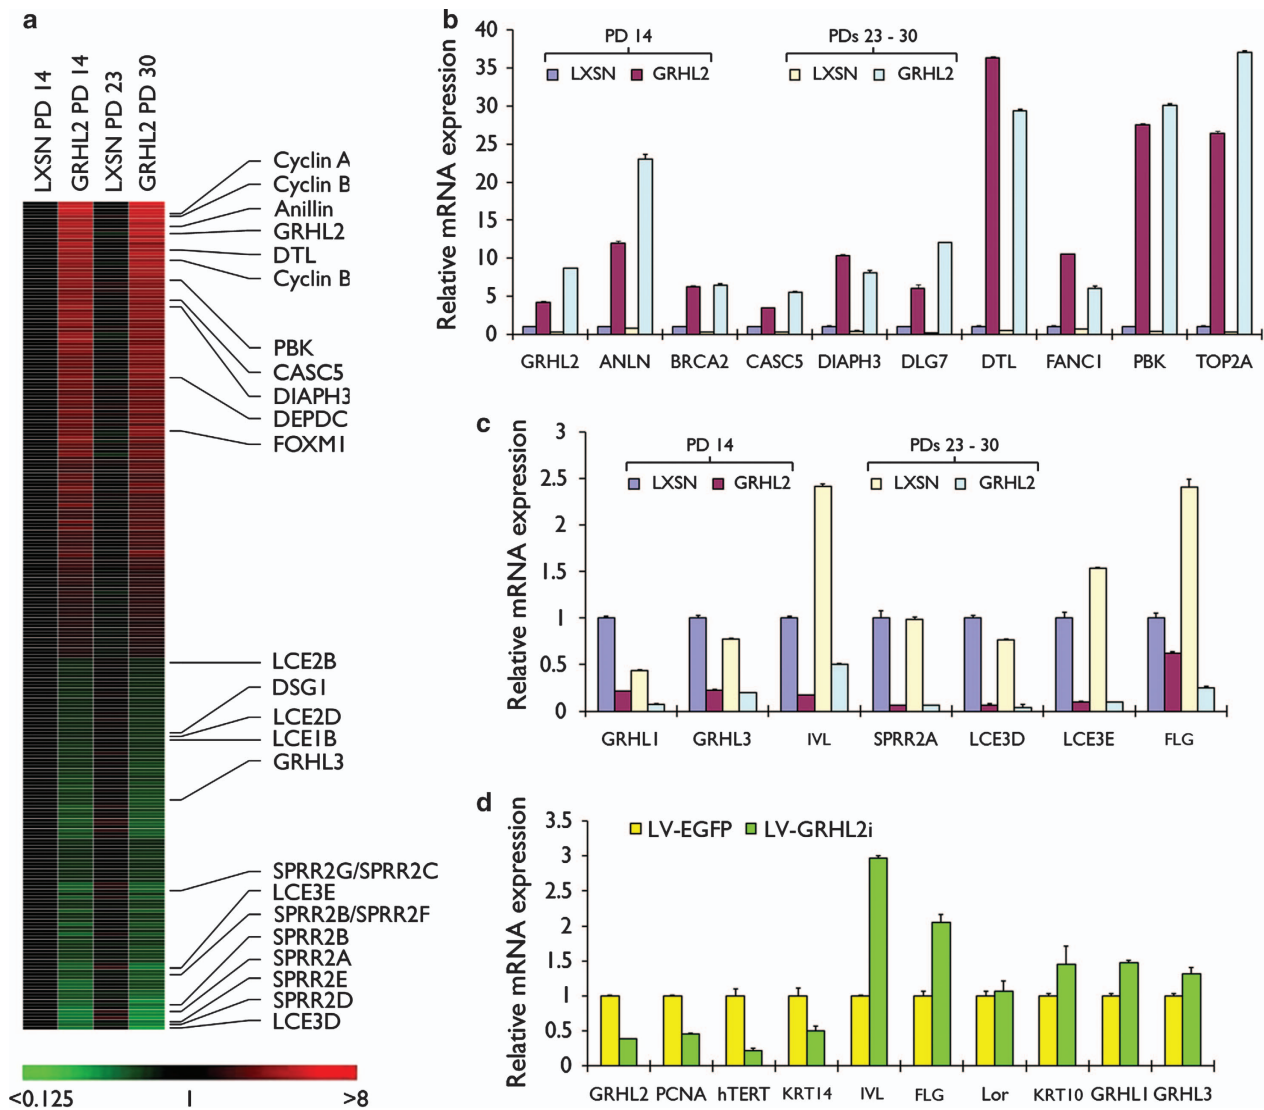 a
LXSN PD 14
GRHL2 PD 14
LXSN PD 23
GRHL2 PD 30
Cyclin A
Cyclin B
Anillin
GRHL2
DTL
Cyclin B
PBK
CASC5
DIAPH3
DEPDC
FOXM1
LCE2B
DSG1
LCE2D
LCE1B
GRHL3
SPRR2G/SPRR2C
LCE3E
SPRR2B/SPRR2F
SPRR2B
SPRR2A
SPRR2E
SPRR2D
LCE3D
<0.125 1 >8
b
Relative mRNA expression
40
35
30
25
20
15
10
5
0
PD 14 PDs 23 - 30
LXSN GRHL2 LXSN GRHL2
GRHL2 ANLN BRCA2 CASC5 DIAPH3 DLG7 DTL FANC1 PBK TOP2A
c
Relative mRNA expression
3
2.5
2
1.5
1
0.5
0
PD 14 PDs 23 - 30
LXSN GRHL2 LXSN GRHL2
GRHL1 GRHL3 IVL SPRR2A LCE3D LCE3E FLG
d
Relative mRNA expression
3.5
3
2.5
2
1.5
1
0.5
0
LV-EGFP LV-GRHL2i
GRHL2 PCNA hTERT KRT14 IVL FLG Lor KRT10 GRHL1 GRHL3